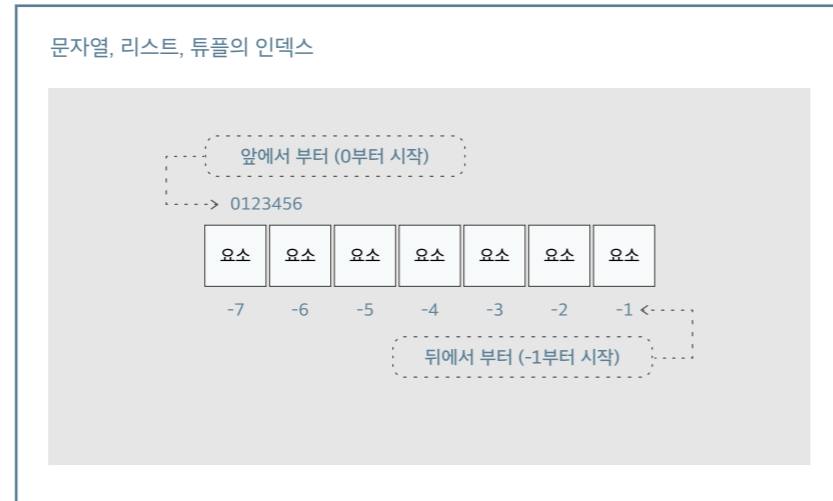 문자열, 리스트, 튜플의 인덱스
앞에서 부터 (0부터 시작)
0123456
요소 요소 요소 요소 요소 요소 요소
-7 -6 -5 -4 -3 -2 -1
뒤에서 부터 (-1부터 시작)